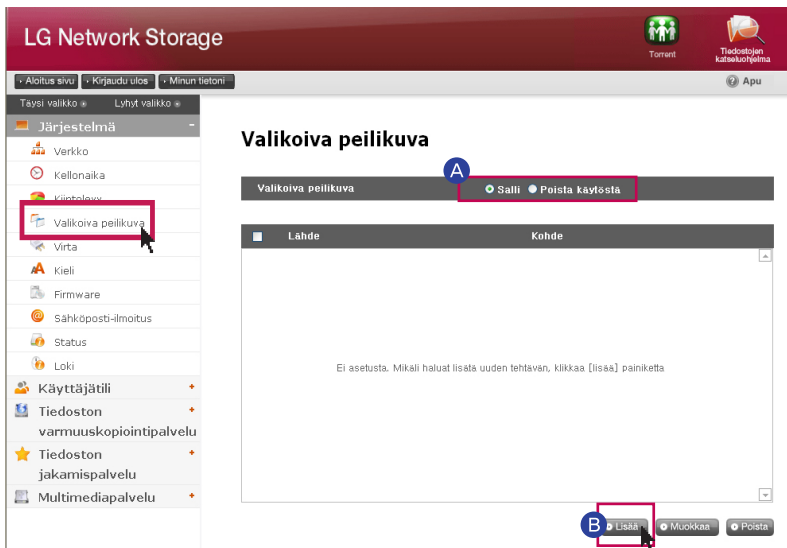 LG Network Storage
Torrent
Tiedostojen
katseluohjelma
Aloitus sivu
Kirjaudu ulos
Minun tietoni
Apu
Täysi valikko
Lyhyt valikko
Järjestelmä
Verkko
Kellonaika
Kiintolevy
Valikoiva peilikuva
Virta
Kieli
Firmware
Sähköposti-ilmoitus
Status
Loki
Käyttäjätili
Tiedoston
varmuuskopiointipalvelu
Tiedoston
jakamispalvelu
Multimediapalvelu
Valikoiva peilikuva
A
Valikoiva peilikuva
Salli
Poista käytöstä
Lähde
Kohde
Ei asetusta. Mikäli haluat lisätä uuden tehtävän, klikkaa [lisää] painiketta
B
Lisää
Muokkaa
Poista